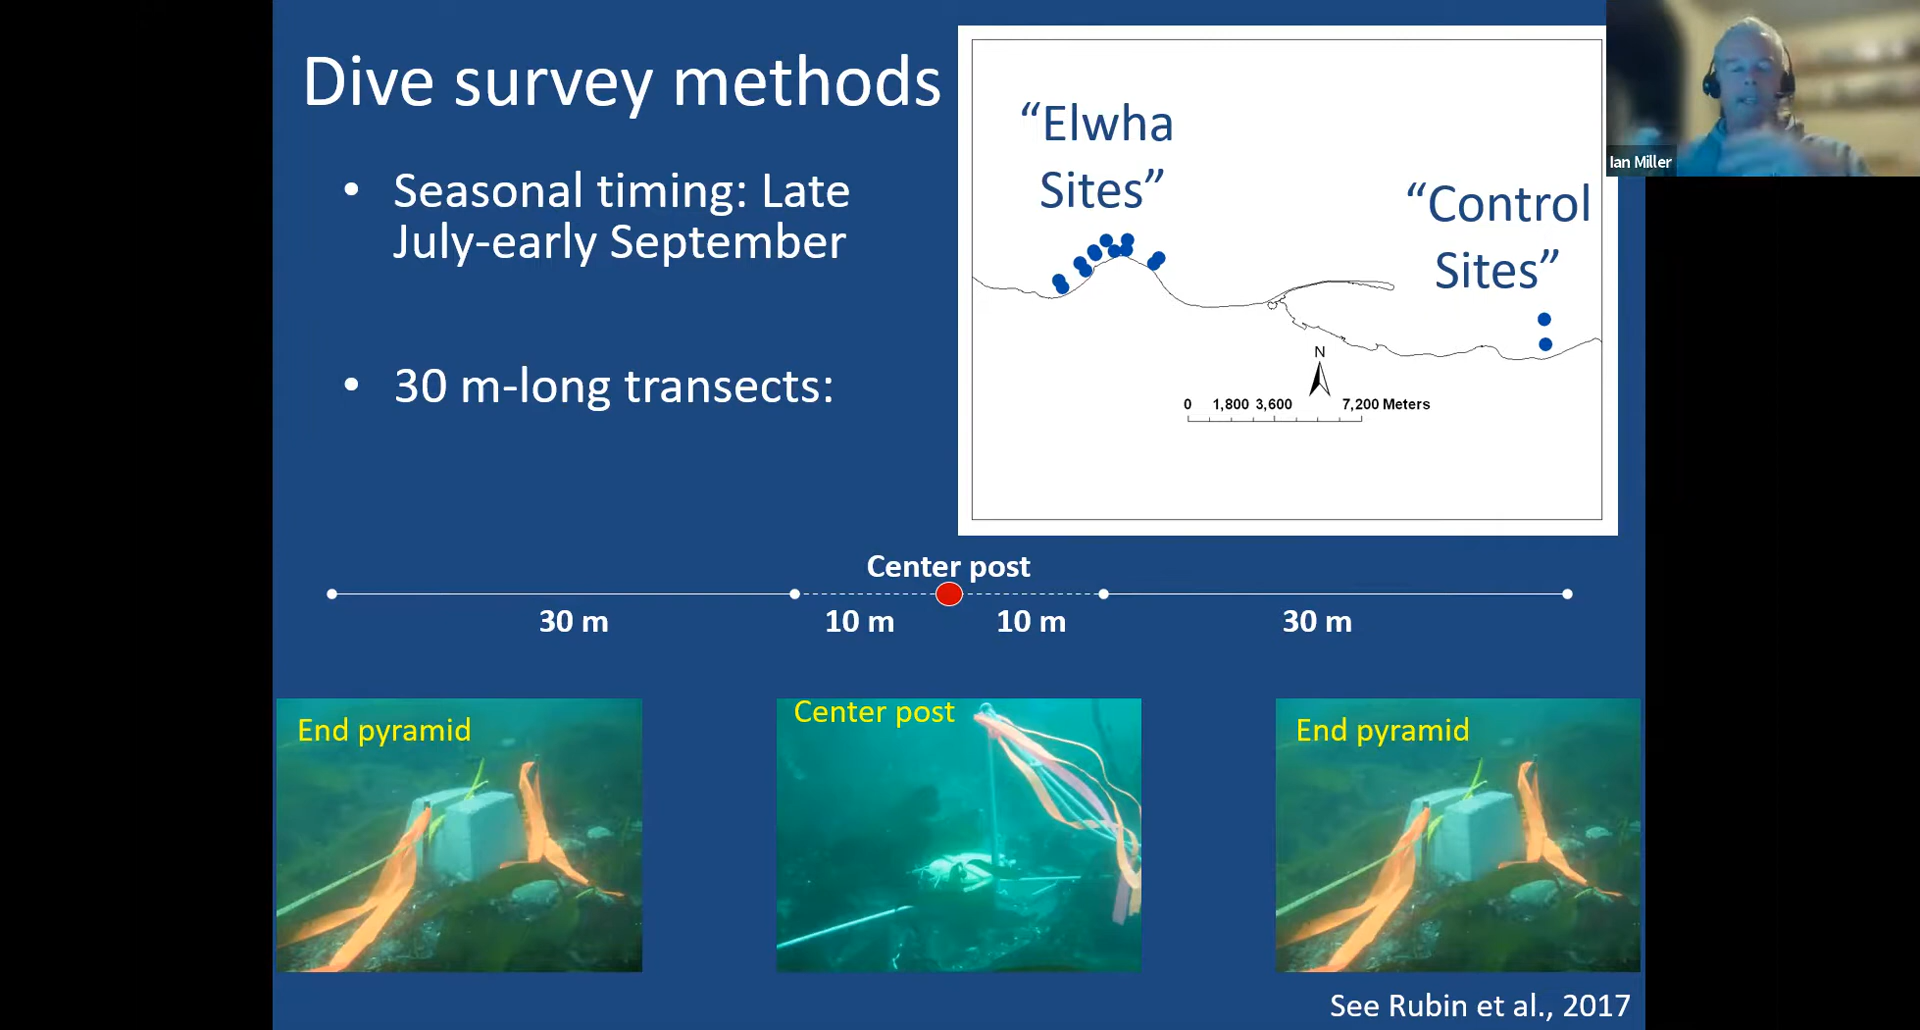 Dive survey methods
• Seasonal timing: Late
July-early September
• 30 m-long transects:
“Elwha
Sites”
“Control
Sites”
N
0 1,800 3,600 7,200 Meters
Ian Miller
Center post
30 m 10 m 10 m 30 m
End pyramid
Center post
End pyramid
See Rubin et al., 2017